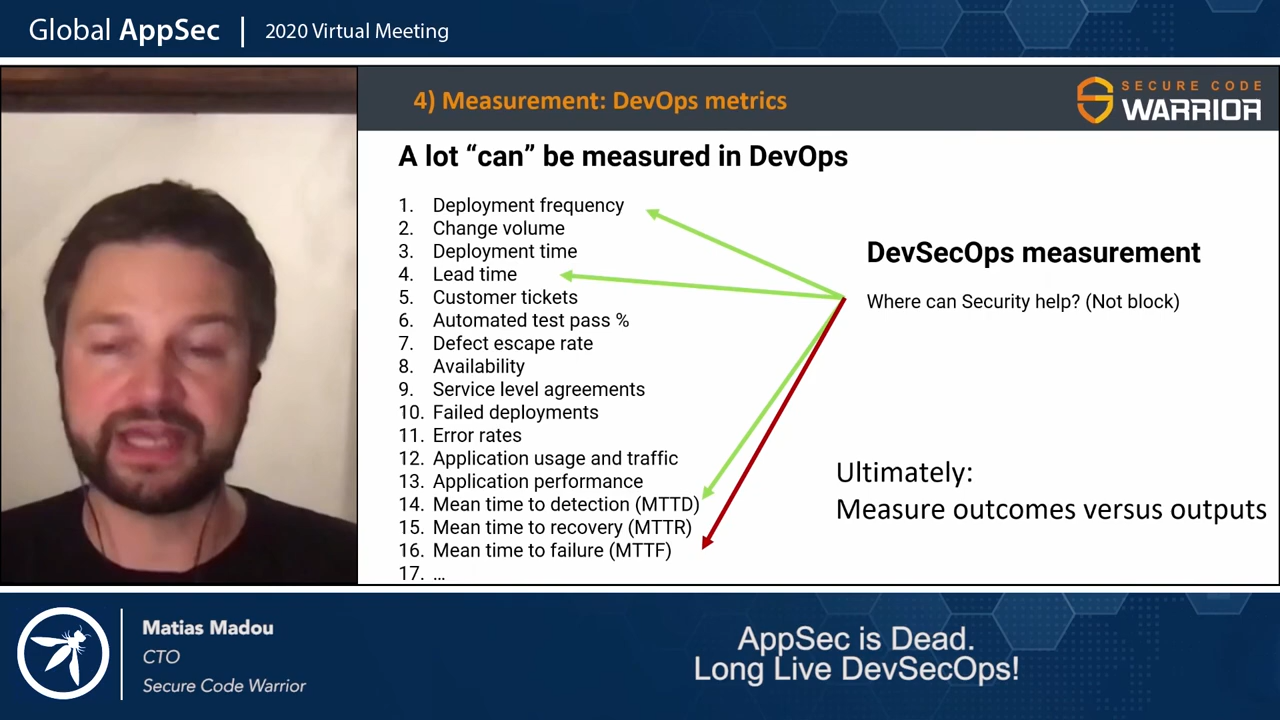 Global AppSec | 2020 Virtual Meeting
4) Measurement: DevOps metrics
SECURE CODE
WARRIOR
A lot “can” be measured in DevOps
1. Deployment frequency
2. Change volume
3. Deployment time
4. Lead time
5. Customer tickets
6. Automated test pass %
7. Defect escape rate
8. Availability
9. Service level agreements
10. Failed deployments
11. Error rates
12. Application usage and traffic
13. Application performance
14. Mean time to detection (MTTD)
15. Mean time to recovery (MTTR)
16. Mean time to failure (MTTF)
17. ...
DevSecOps measurement
Where can Security help? (Not block)
Ultimately:
Measure outcomes versus outputs
Matias Madou
CTO
Secure Code Warrior
AppSec is Dead.
Long Live DevSecOps!